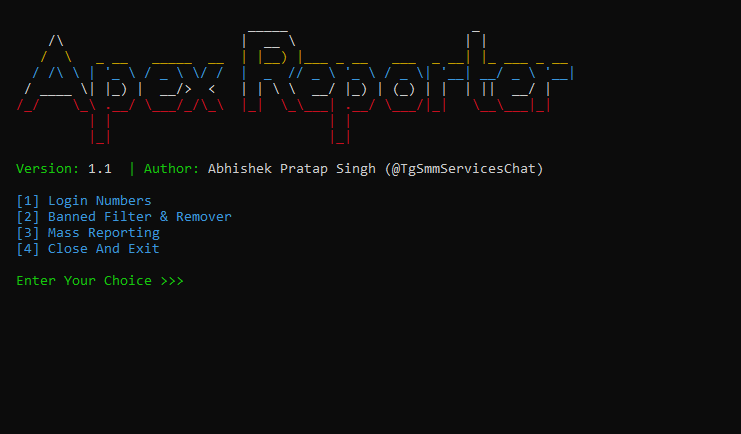 Apex Reporter
Version: 1.1 | Author: Abhishek Pratap Singh (@TgSmmServicesChat)
[1] Login Numbers
[2] Banned Filter & Remover
[3] Mass Reporting
[4] Close And Exit
Enter Your Choice >>>